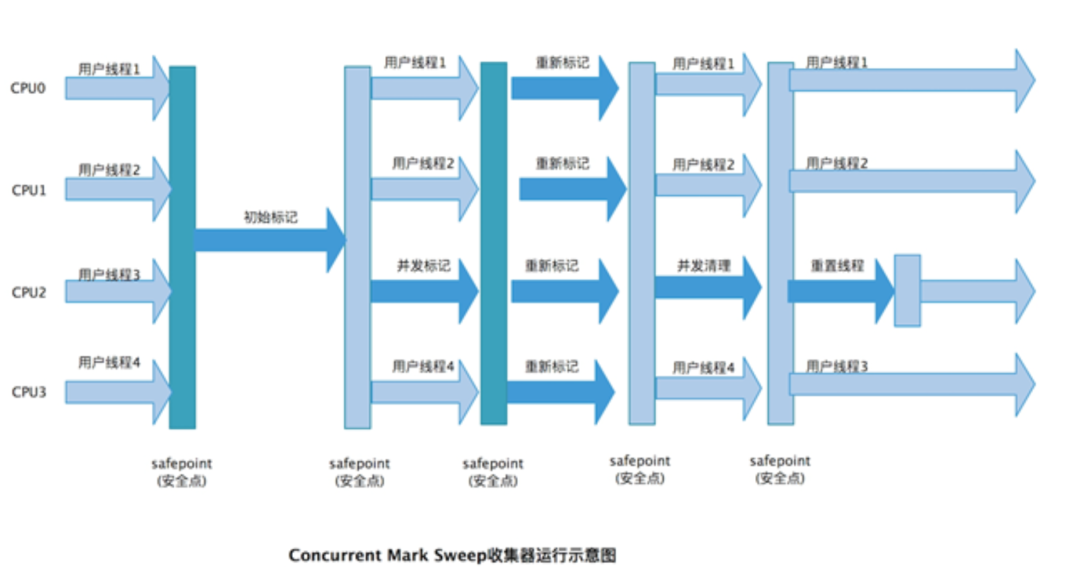 用户线程1
用户线程1
重新标记
用户线程1
用户线程1
CPU0
用户线程2
用户线程2
重新标记
用户线程2
用户线程2
CPU1
初始标记
用户线程3
并发标记
重新标记
并发清理
重置线程
CPU2
用户线程4
用户线程4
重新标记
用户线程4
用户线程3
CPU3
safepoint
(安全点)
safepoint
(安全点)
safepoint
(安全点)
safepoint
(安全点)
safepoint
(安全点)
Concurrent Mark Sweep收集器运行示意图